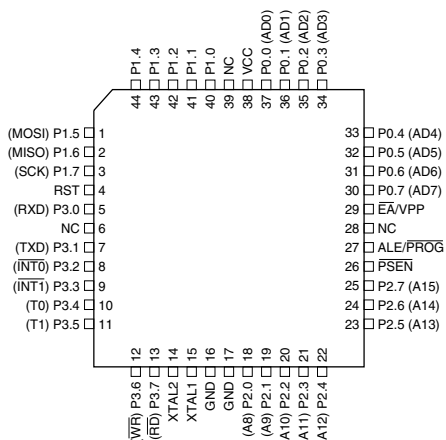 P1.4
P1.3
P1.2
P1.1
P1.0
NC
VCC
P0.0 (AD0)
P0.1 (AD1)
P0.2 (AD2)
P0.3 (AD3)
44
43
42
41
40
39
38
37
36
35
34
(MOSI) P1.5 1
(MISO) P1.6 2
(SCK) P1.7 3
RST 4
(RXD) P3.0 5
NC 6
(TXD) P3.1 7
(INT0) P3.2 8
(INT1) P3.3 9
(T0) P3.4 10
(T1) P3.5 11
33 P0.4 (AD4)
32 P0.5 (AD5)
31 P0.6 (AD6)
30 P0.7 (AD7)
29 EA/VPP
28 NC
27 ALE/PROG
26 PSEN
25 P2.7 (A15)
24 P2.6 (A14)
23 P2.5 (A13)
12
13
14
15
16
17
18
19
20
21
22
WR) P3.6
(RD) P3.7
XTAL2
XTAL1
GND
GND
(A8) P2.0
(A9) P2.1
A10) P2.2
A11) P2.3
A12) P2.4